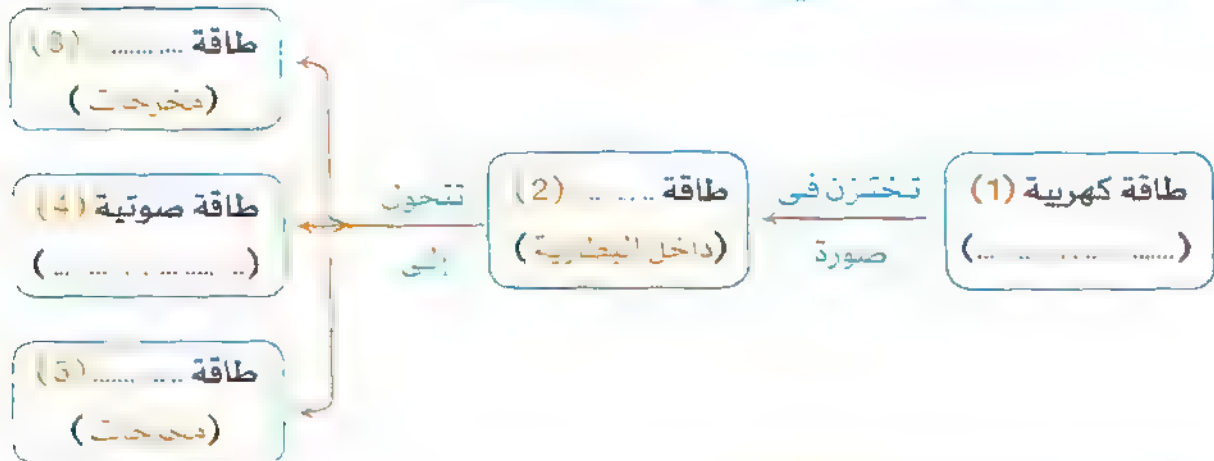 طاقة كهربية (1)
(.... .. .... ......)
تختزن فى
صورة
طاقة ..... (2)
(داخل البطارية)
تتحول
إلى
طاقة .......... (3)
(مخرجات)
طاقة صوتية (4)
(.. ...... .. ... ...)
طاقة ... ...... (5)
(مخرجات)